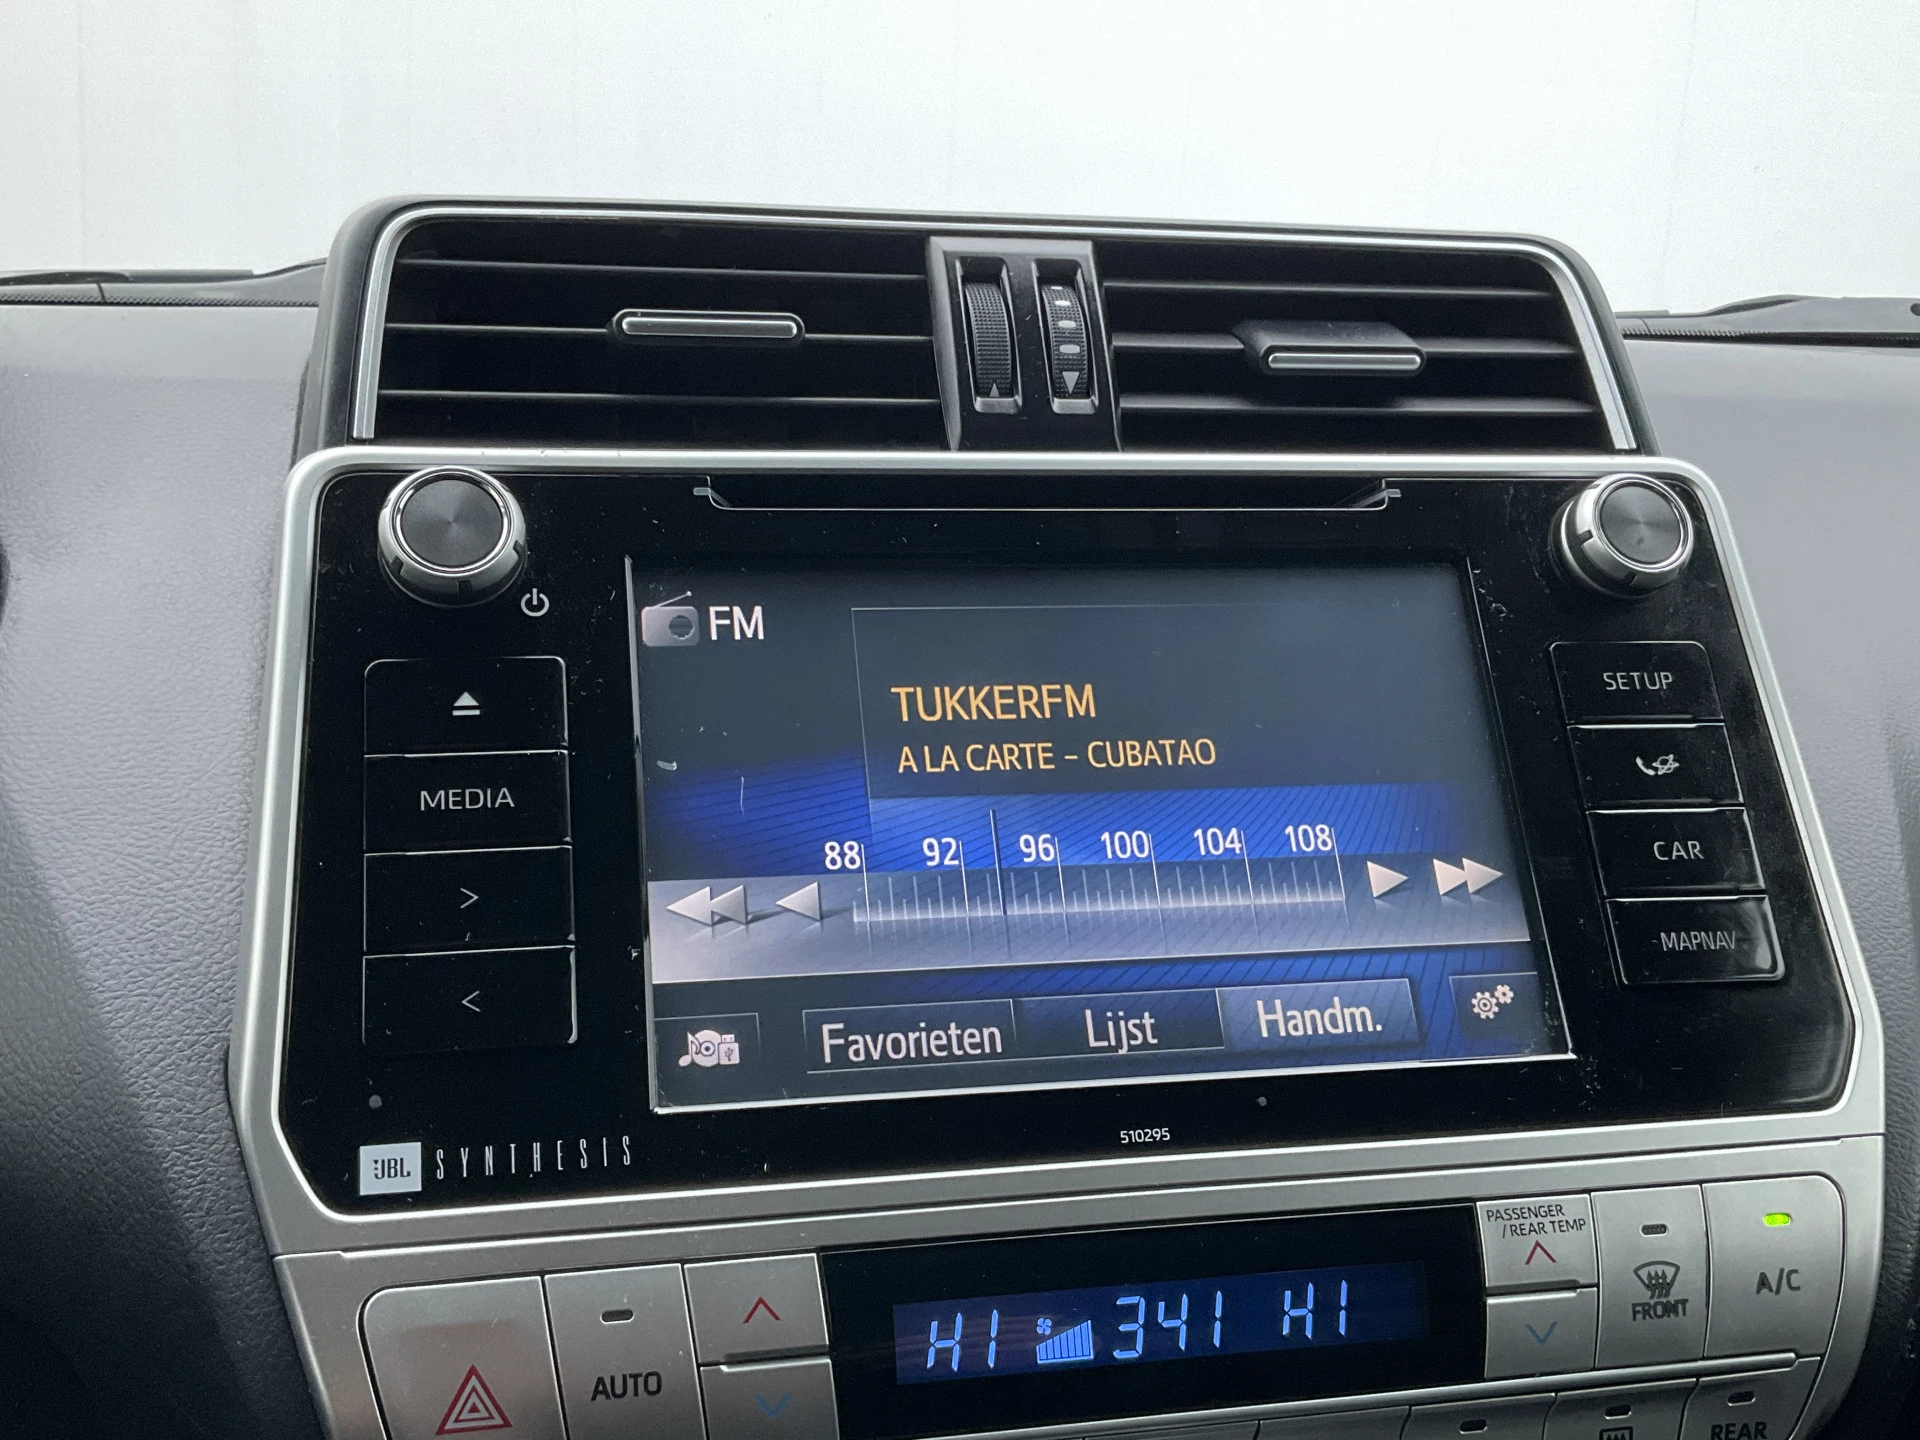 FM
TUKKERFM
A LA CARTE - CUBATAO
88 92 96 100 104 108
Favorieten Lijst Handm.
MEDIA
>
<
SETUP
CAR
MAPNAV
JBL SYNTHESIS
510295
PASSENGER
/REAR TEMP
HI 341 HI
AUTO
FRONT
A/C
REAR